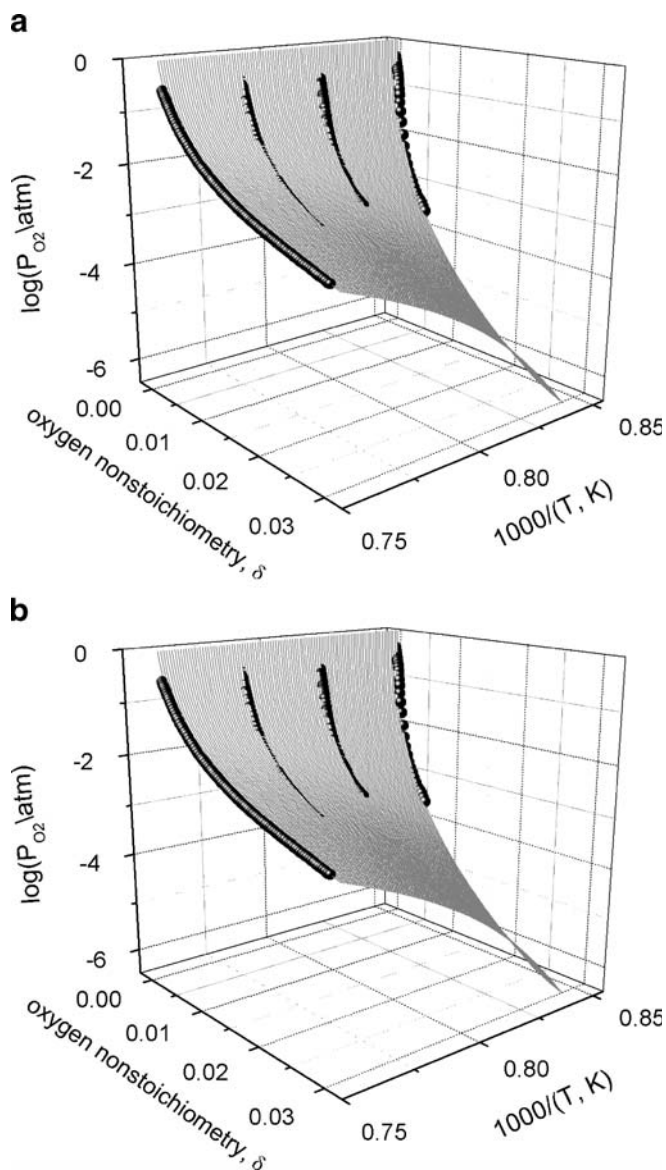 a
0
-2
-4
-6
log(P_O2\atm)
0.00
0.01
0.02
0.03
oxygen nonstoichiometry, δ
0.75
0.80
0.85
1000/(T, K)
b
0
-2
-4
-6
log(P_O2\atm)
0.00
0.01
0.02
0.03
oxygen nonstoichiometry, δ
0.75
0.80
0.85
1000/(T, K)